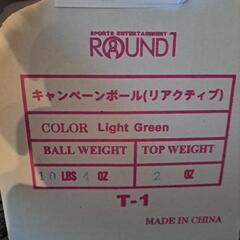 SPORTS ENTERTAINMENT
ROUND1
キャンペーンボール(リアクティブ)
COLOR Light Green
BALL WEIGHT TOP WEIGHT
10 LBS 4 OZ 2 OZ
T-1
MADE IN CHINA